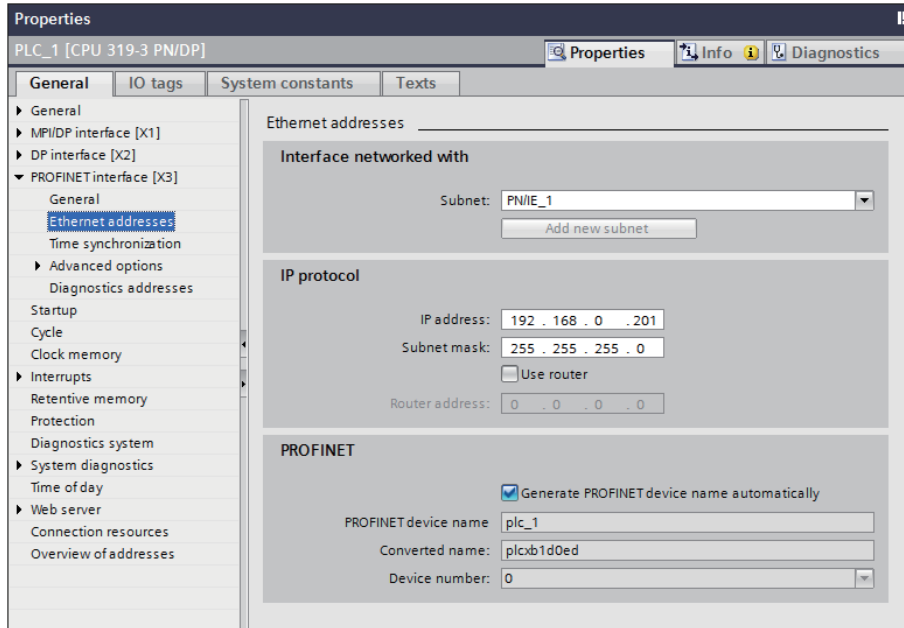 Properties
PLC_1 [CPU 319-3 PN/DP]
Properties
Info
Diagnostics
General
IO tags
System constants
Texts
General
MPI/DP interface [X1]
DP interface [X2]
PROFINET interface [X3]
General
Ethernet addresses
Time synchronization
Advanced options
Diagnostics addresses
Startup
Cycle
Clock memory
Interrupts
Retentive memory
Protection
Diagnostics system
System diagnostics
Time of day
Web server
Connection resources
Overview of addresses
Ethernet addresses
Interface networked with
Subnet: PN/IE_1
Add new subnet
IP protocol
IP address: 192 . 168 . 0 . 201
Subnet mask: 255 . 255 . 255 . 0
Use router
Router address: 0 . 0 . 0 . 0
PROFINET
Generate PROFINET device name automatically
PROFINET device name plc_1
Converted name: plcxb1d0ed
Device number: 0